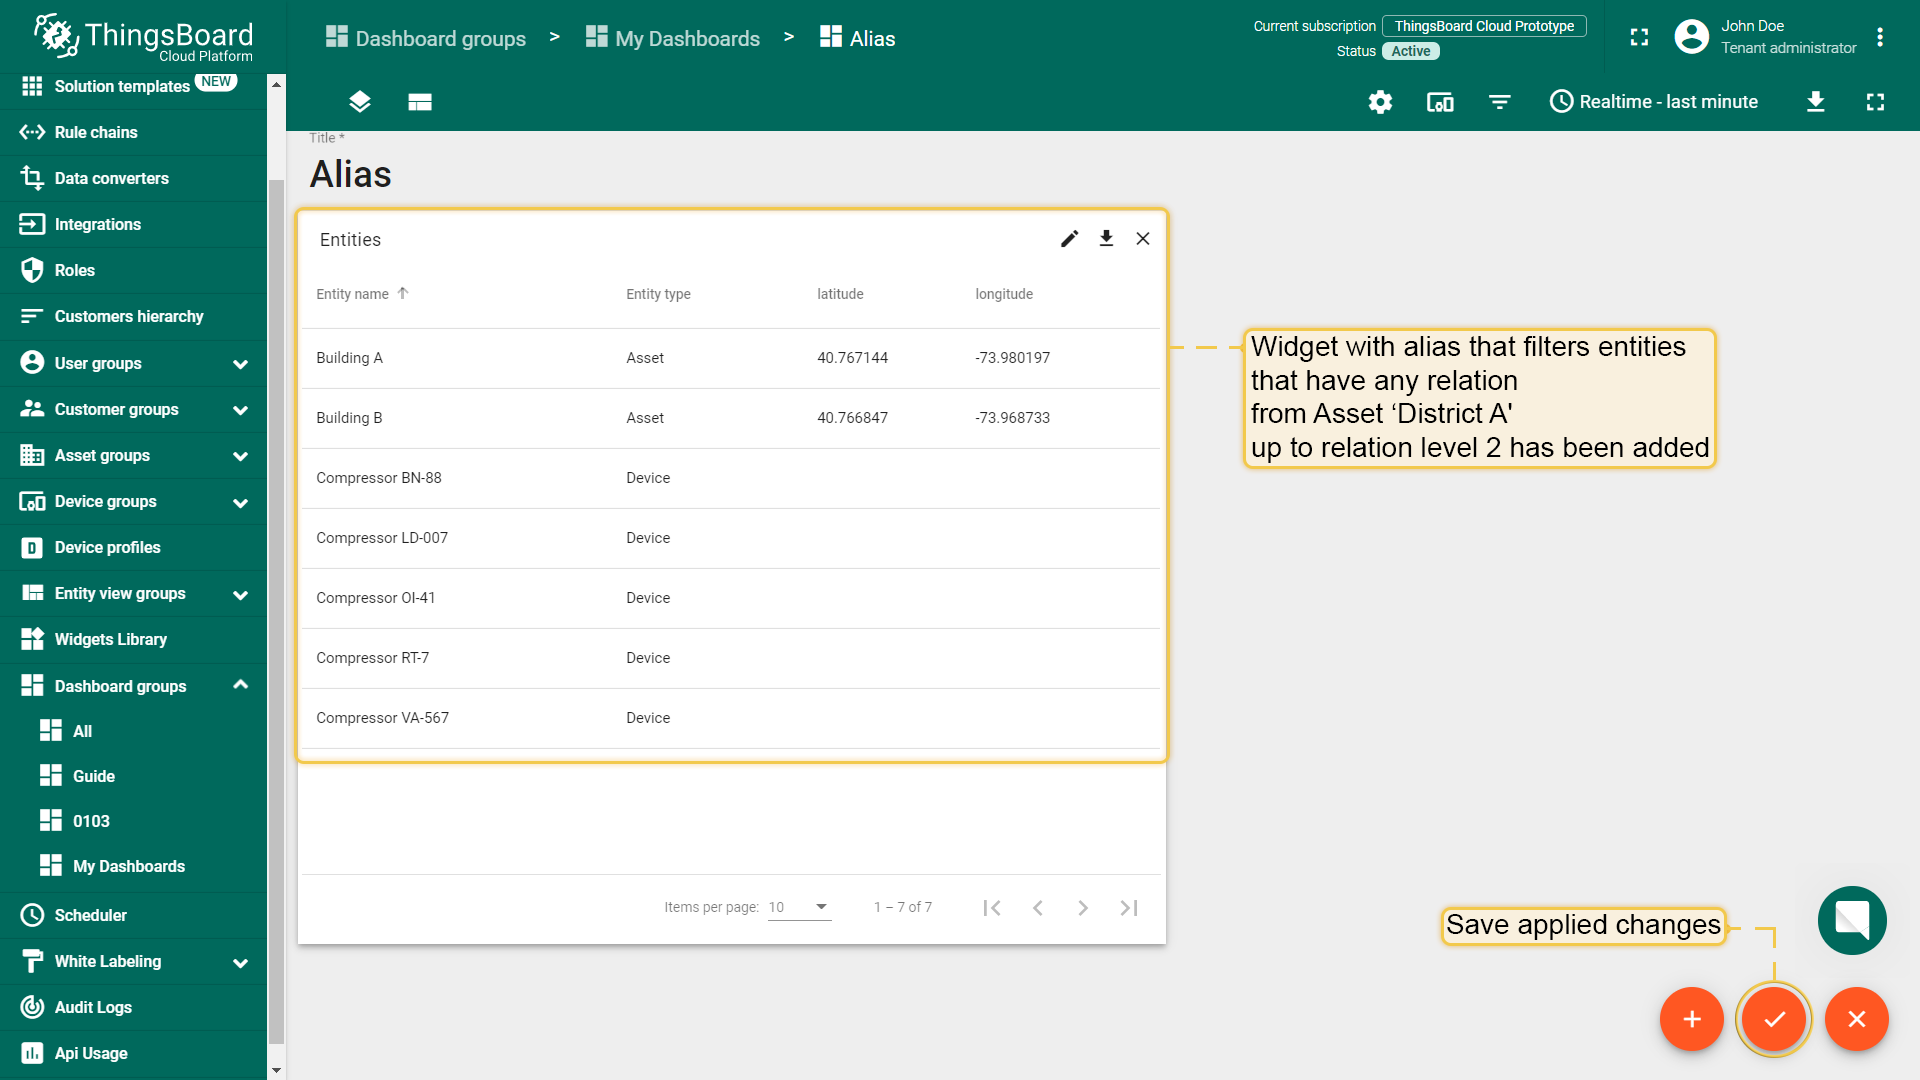 ThingsBoard
Cloud Platform
Dashboard groups > My Dashboards > Alias
Current subscription ThingsBoard Cloud Prototype
Status Active
John Doe
Tenant administrator
Realtime - last minute
Solution templates NEW
Rule chains
Data converters
Integrations
Roles
Customers hierarchy
User groups
Customer groups
Asset groups
Device groups
Device profiles
Entity view groups
Widgets Library
Dashboard groups
All
Guide
0103
My Dashboards
Scheduler
White Labeling
Audit Logs
Api Usage
Title *
Alias
Entities
Entity name Entity type latitude longitude
Building A Asset 40.767144 -73.980197
Building B Asset 40.766847 -73.968733
Compressor BN-88 Device
Compressor LD-007 Device
Compressor OI-41 Device
Compressor RT-7 Device
Compressor VA-567 Device
Items per page: 10 1 – 7 of 7
Widget with alias that filters entities
that have any relation
from Asset ‘District A'
up to relation level 2 has been added
Save applied changes